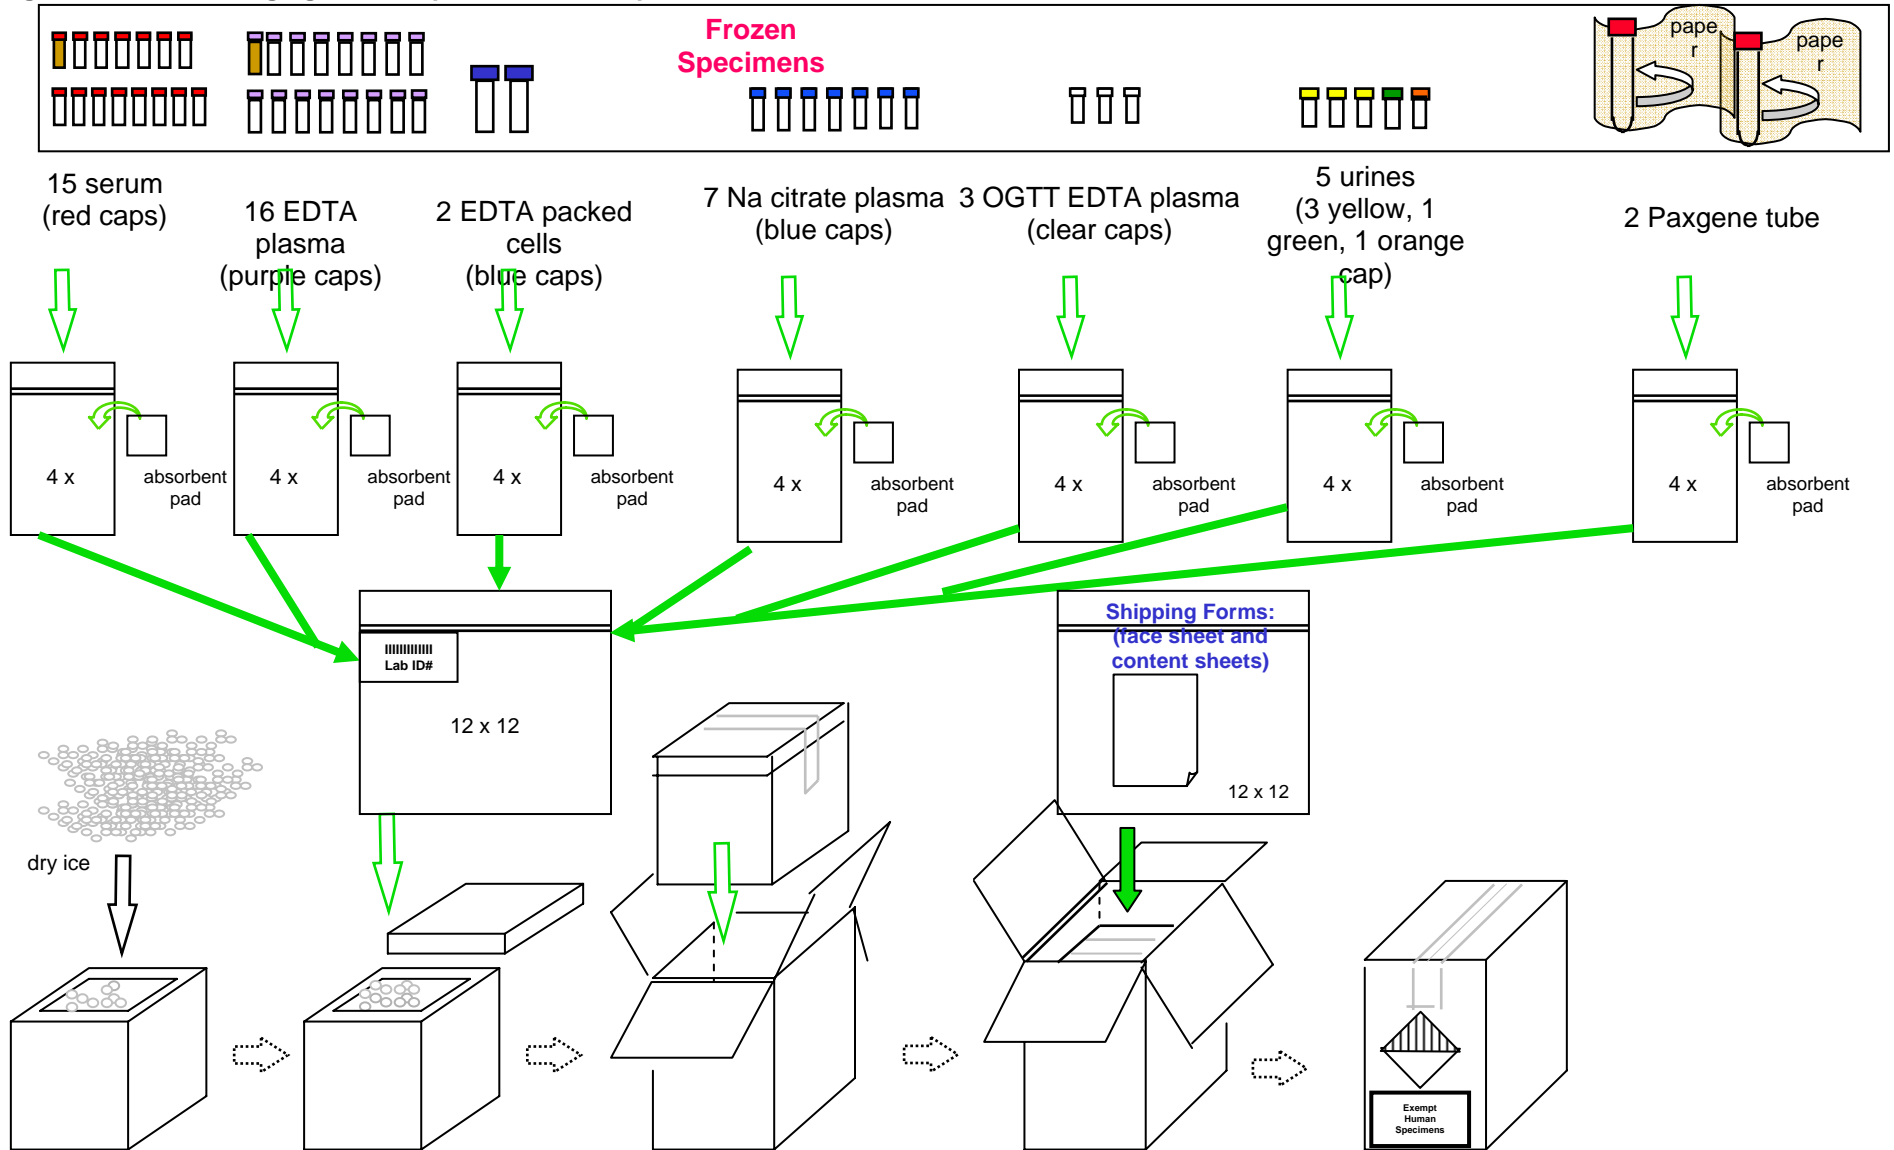 Frozen
Specimens
pape
r
pape
r
15 serum
(red caps)
16 EDTA
plasma
(purple caps)
2 EDTA packed
cells
(blue caps)
7 Na citrate plasma
(blue caps)
3 OGTT EDTA plasma
(clear caps)
5 urines
(3 yellow, 1
green, 1 orange
cap)
2 Paxgene tube
4 x
absorbent
pad
4 x
absorbent
pad
4 x
absorbent
pad
4 x
absorbent
pad
4 x
absorbent
pad
4 x
absorbent
pad
4 x
absorbent
pad
Lab ID#
12 x 12
Shipping Forms:
(face sheet and
content sheets)
12 x 12
dry ice
Exempt
Human
Specimens